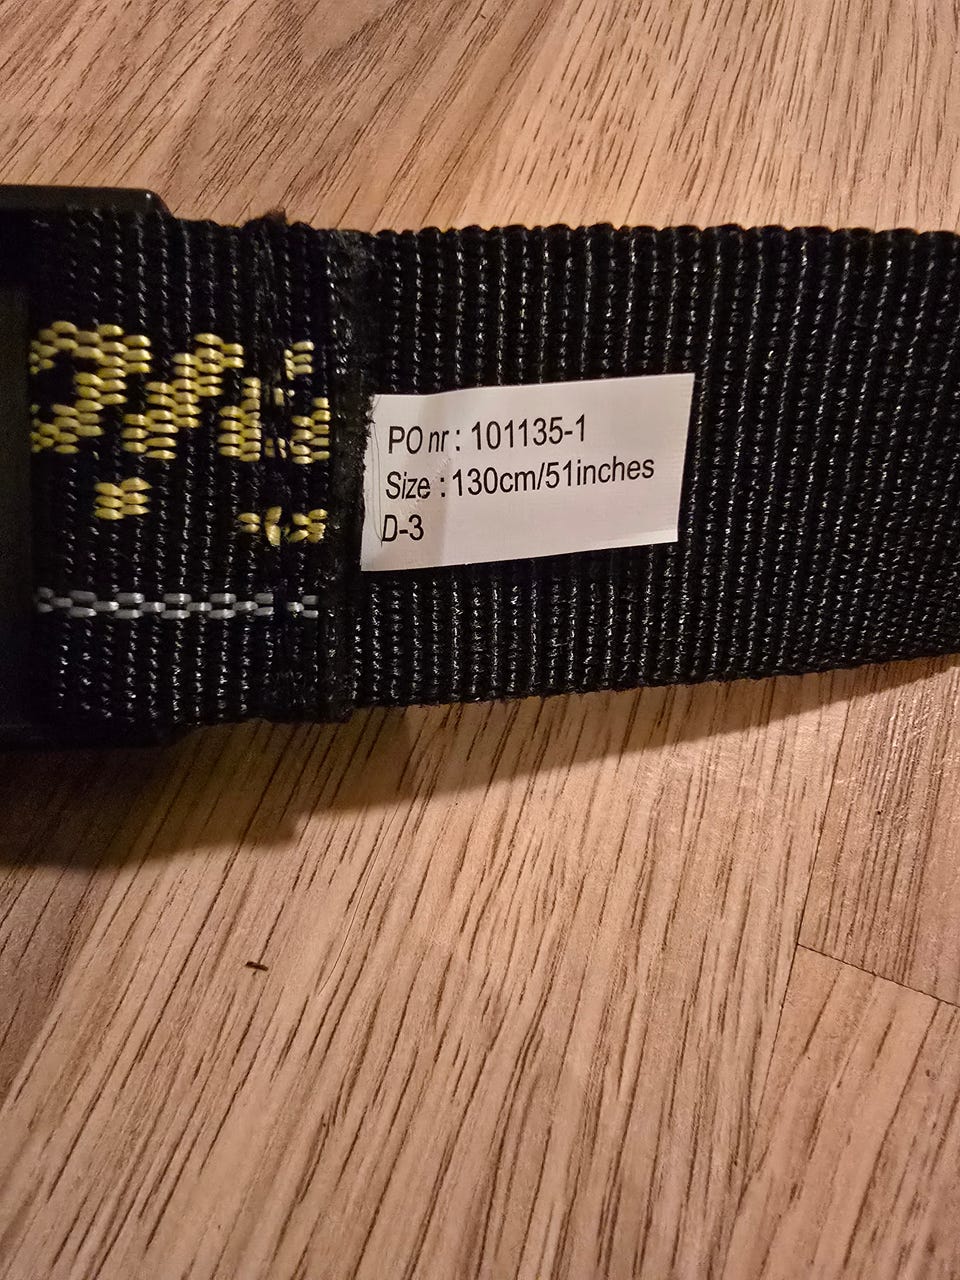 PO nr : 101135-1
Size : 130cm/51inches
D-3